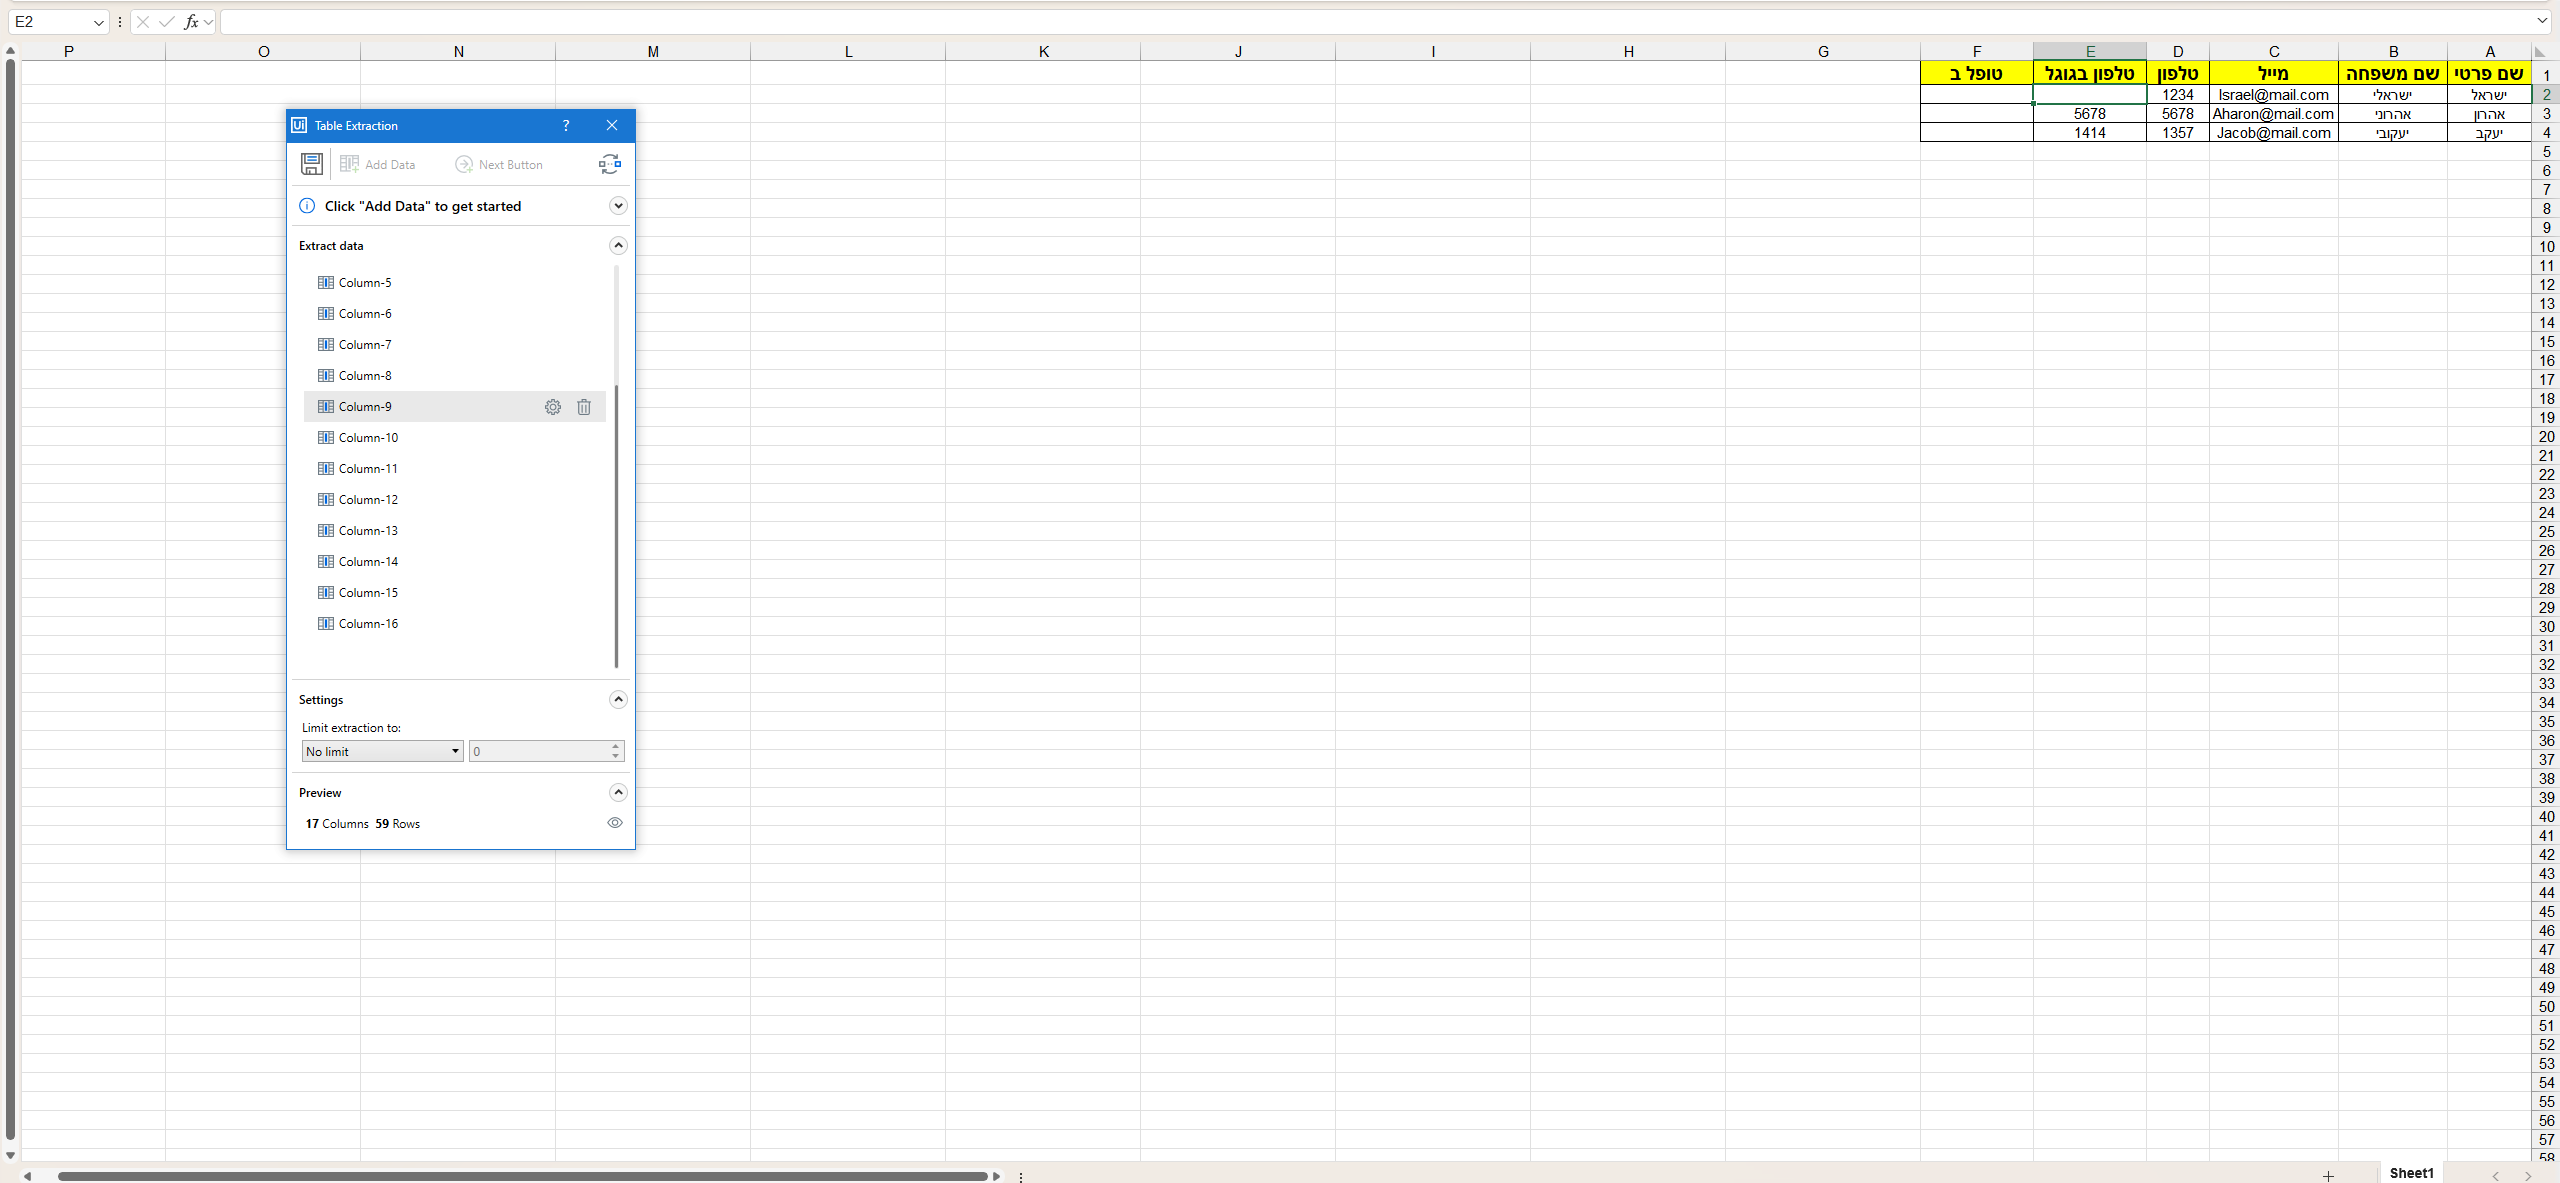 E2
fx
P O N M L K J I H G F E D C B A
שם פרטי שם משפחה מייל טלפון טלפון בגוגל טופל ב 1
ישראל ישראלי Israel@mail.com 1234 2
אהרון אהרוני Aharon@mail.com 5678 5678 3
יעקב יעקובי Jacob@mail.com 1357 1414 4
5
6
7
8
9
10
11
12
13
14
15
16
17
18
19
20
21
22
23
24
25
26
27
28
29
30
31
32
33
34
35
36
37
38
39
40
41
42
43
44
45
46
47
48
49
50
51
52
53
54
55
56
57
58
Ui Table Extraction ?
Add Data Next Button
Click "Add Data" to get started
Extract data
Column-5
Column-6
Column-7
Column-8
Column-9
Column-10
Column-11
Column-12
Column-13
Column-14
Column-15
Column-16
Settings
Limit extraction to:
No limit 0
Preview
17 Columns 59 Rows
Sheet1